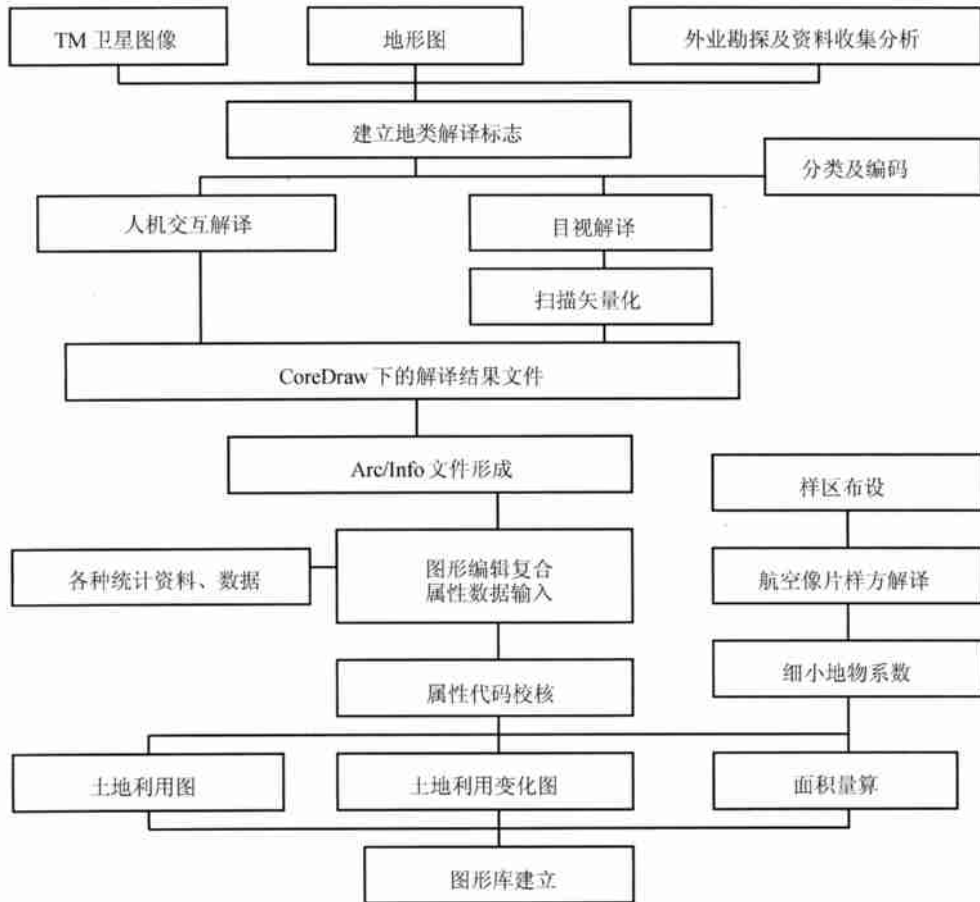 TM 卫星图像
地形图
外业勘探及资料收集分析
建立地类解译标志
分类及编码
人机交互解译
目视解译
扫描矢量化
CoreDraw 下的解译结果文件
Arc/Info 文件形成
样区布设
各种统计资料、数据
图形编辑复合
属性数据输入
航空像片样方解译
属性代码校核
细小地物系数
土地利用图
土地利用变化图
面积量算
图形库建立